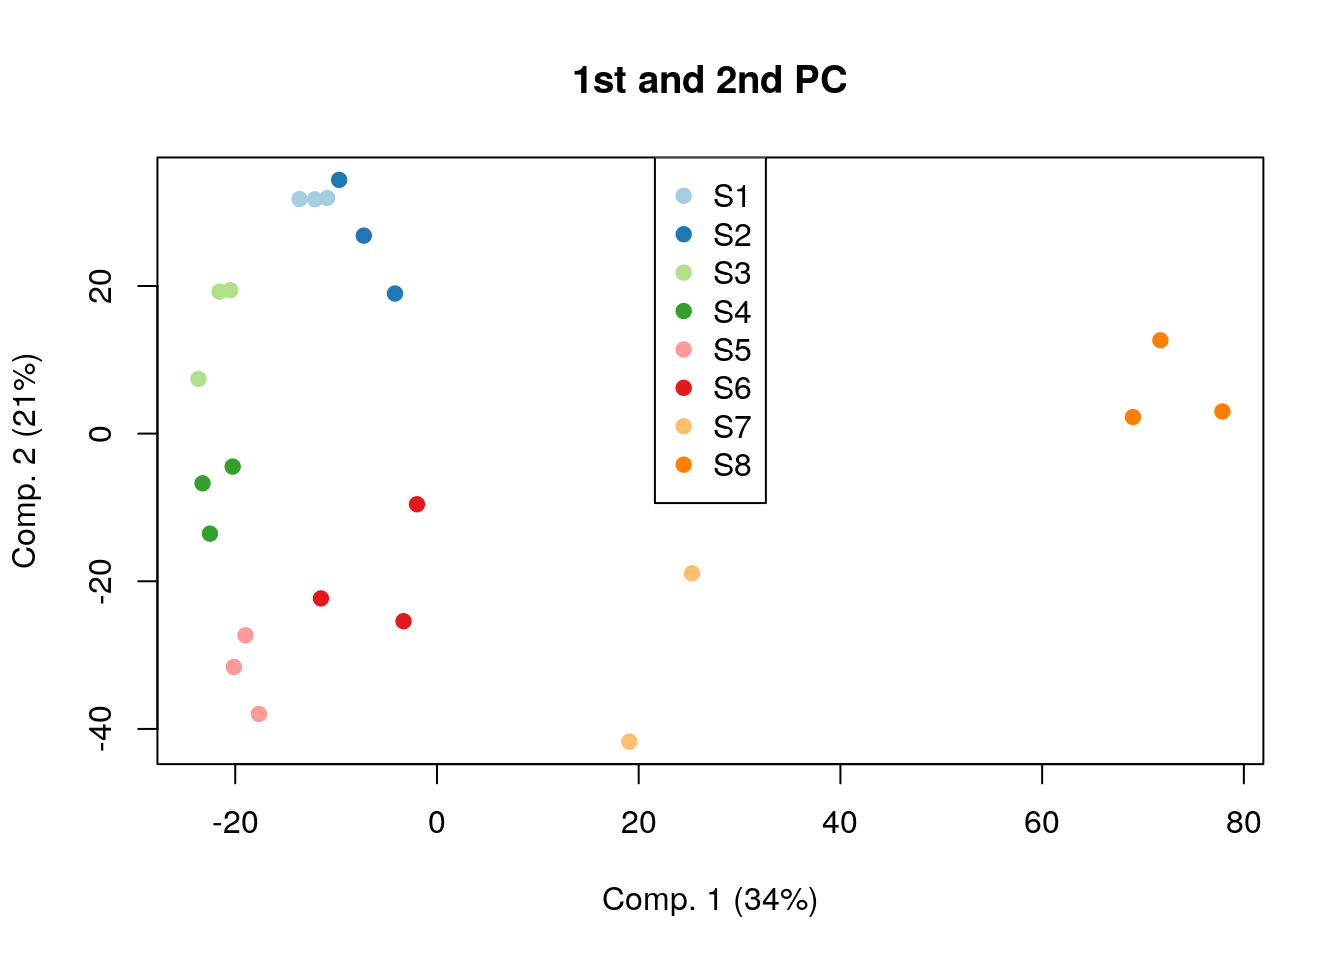 1st and 2nd PC
S1
S2
S3
S4
S5
S6
S7
S8
20
0
-20
-40
Comp. 2 (21%)
-20 0 20 40 60 80
Comp. 1 (34%)